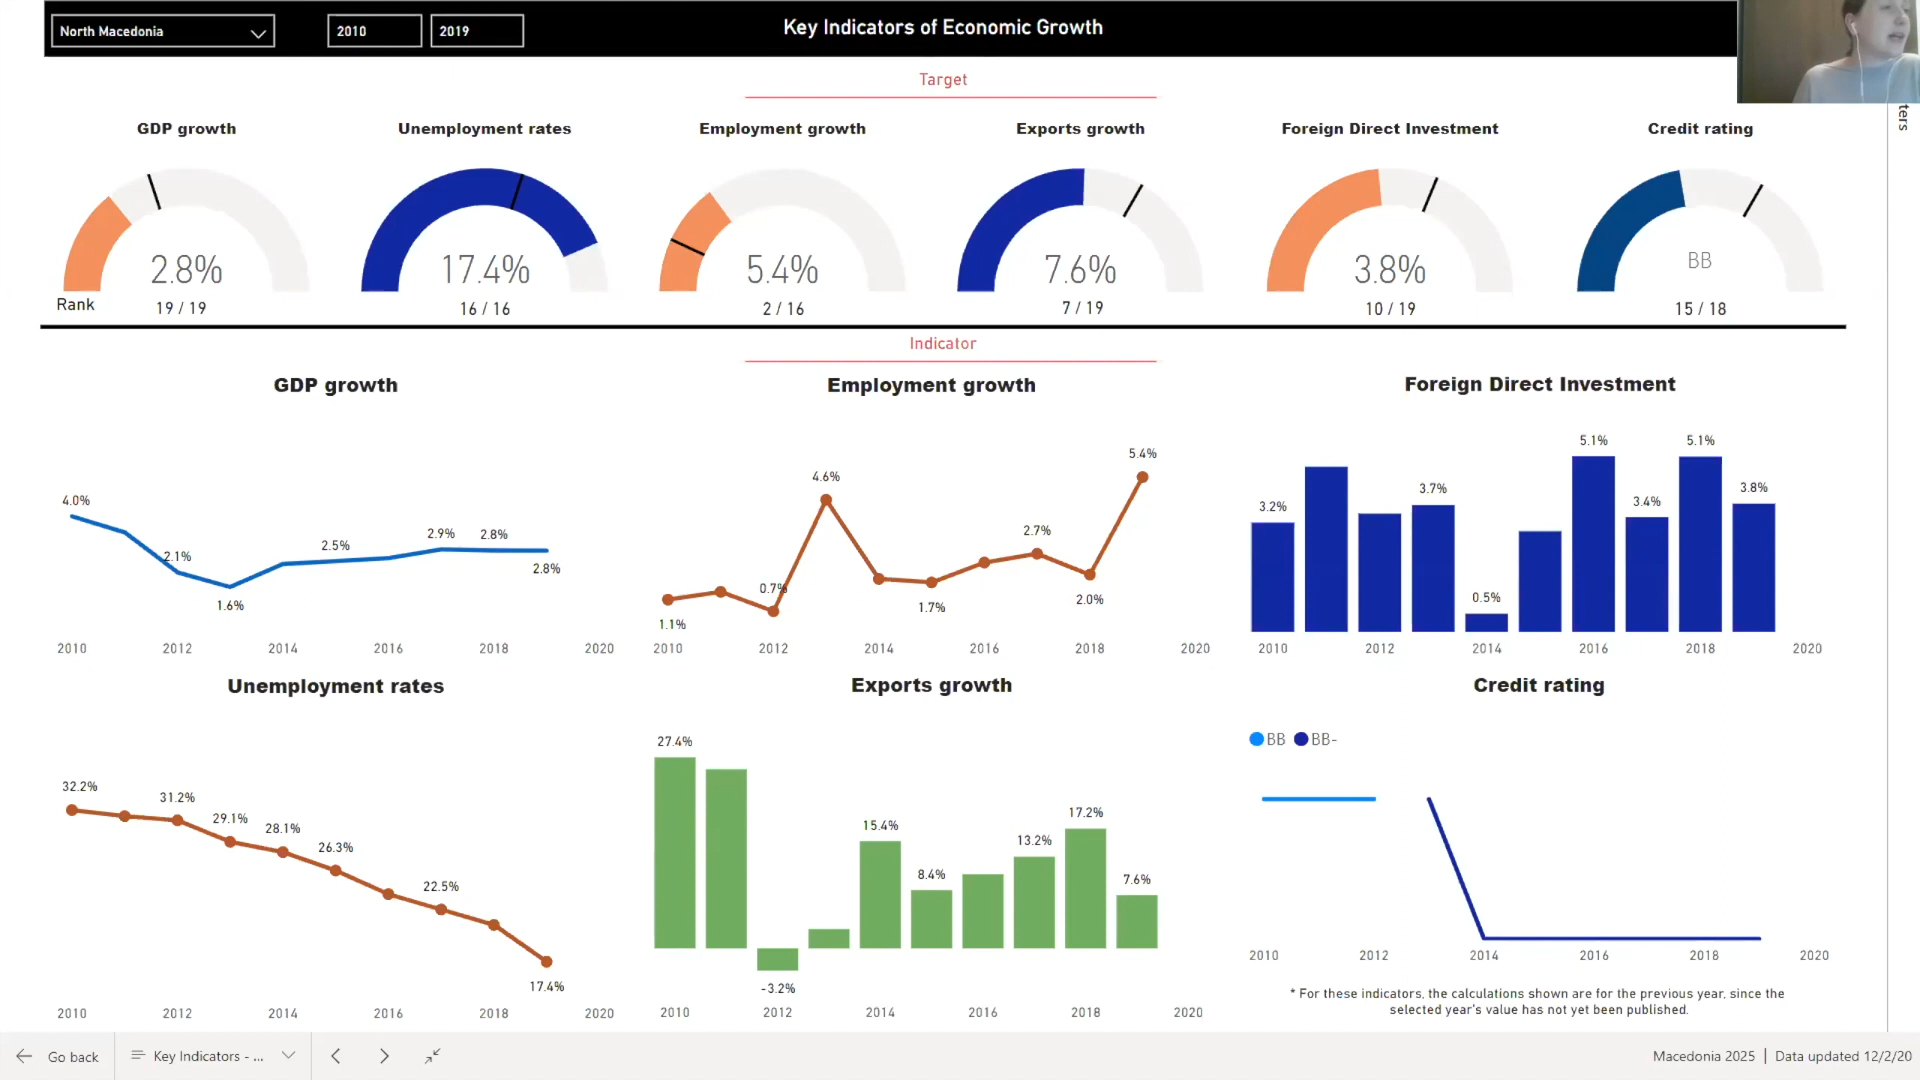 North Macedonia
2010
2019
Key Indicators of Economic Growth
Target
ters
GDP growth
Unemployment rates
Employment growth
Exports growth
Foreign Direct Investment
Credit rating
2.8%
17.4%
5.4%
7.6%
3.8%
BB
Rank
19 / 19
16 / 16
2 / 16
7 / 19
10 / 19
15 / 18
Indicator
GDP growth
4.0%
2.1%
1.6%
2.5%
2.9%
2.8%
2.8%
2010 2012 2014 2016 2018 2020
Employment growth
1.1%
0.7%
4.6%
1.7%
2.7%
2.0%
5.4%
2010 2012 2014 2016 2018 2020
Foreign Direct Investment
3.2%
3.7%
0.5%
5.1%
3.4%
5.1%
3.8%
2010 2012 2014 2016 2018 2020
Unemployment rates
32.2%
31.2%
29.1%
28.1%
26.3%
22.5%
17.4%
2010 2012 2014 2016 2018 2020
Exports growth
27.4%
-3.2%
15.4%
8.4%
13.2%
17.2%
7.6%
2010 2012 2014 2016 2018 2020
Credit rating
BB BB-
2010 2012 2014 2016 2018 2020
* For these indicators, the calculations shown are for the previous year, since the
selected year's value has not yet been published.
Go back
Key Indicators - ...
Macedonia 2025 | Data updated 12/2/20